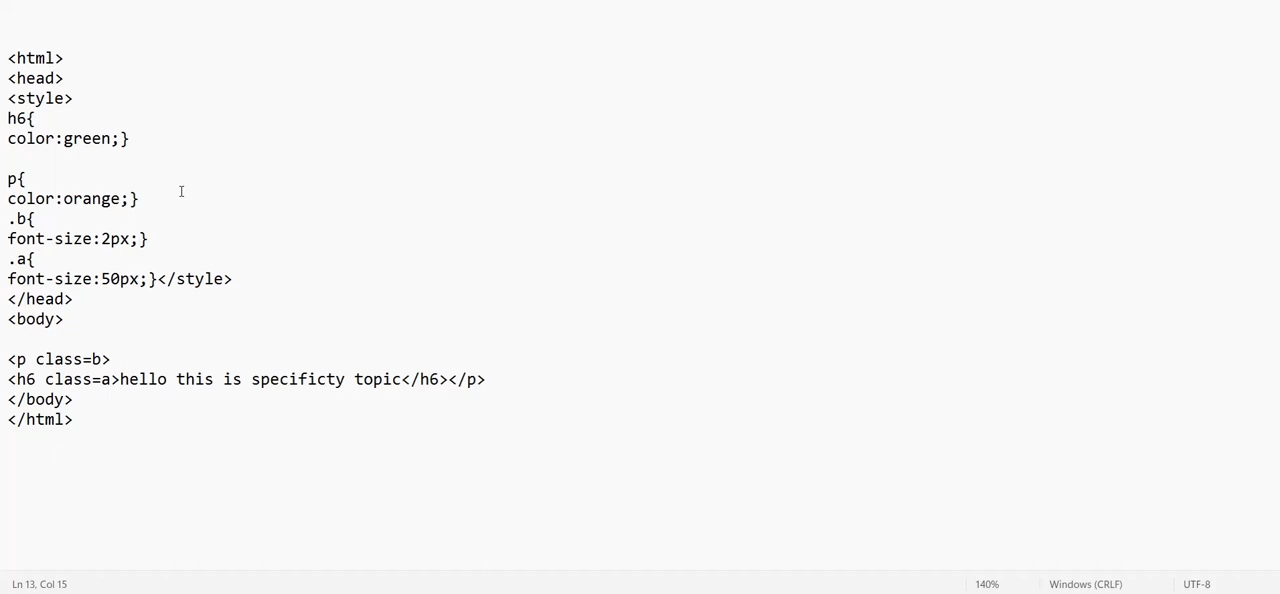 <html>
<head>
<style>
h6{
color:green;}
p{
color:orange;}
.b{
font-size:2px;}
.a{
font-size:50px;}</style>
</head>
<body>
<p class=b>
<h6 class=a>hello this is specificty topic</h6></p>
</body>
</html>
Ln 13, Col 15 140% Windows (CRLF) UTF-8